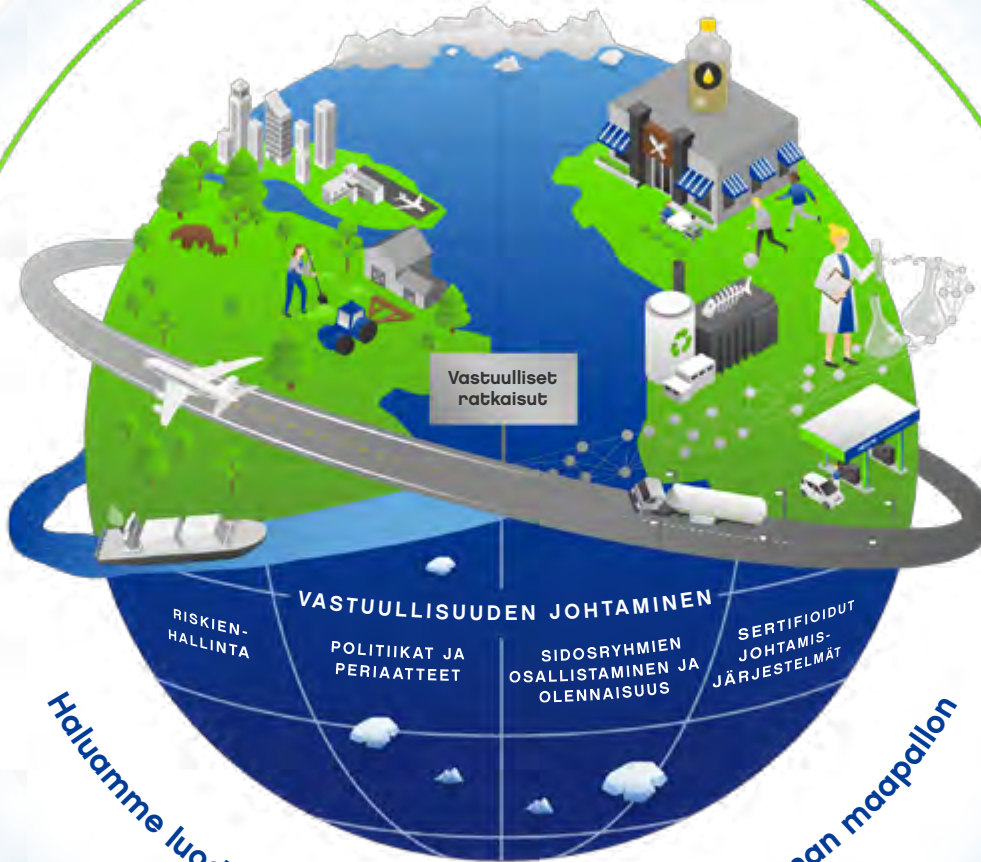 Vastuulliset
ratkaisut
VASTUULLISUUDEN JOHTAMINEN
RISKIEN-
HALLINTA
POLITIIKAT JA
PERIAATTEET
SIDOSRYHMIEN
OSALLISTAMINEN JA
OLENNAISUUS
SERTIFIOIDUT
JOHTAMIS-
JÄRJESTELMÄT
Haluamme
maapallon